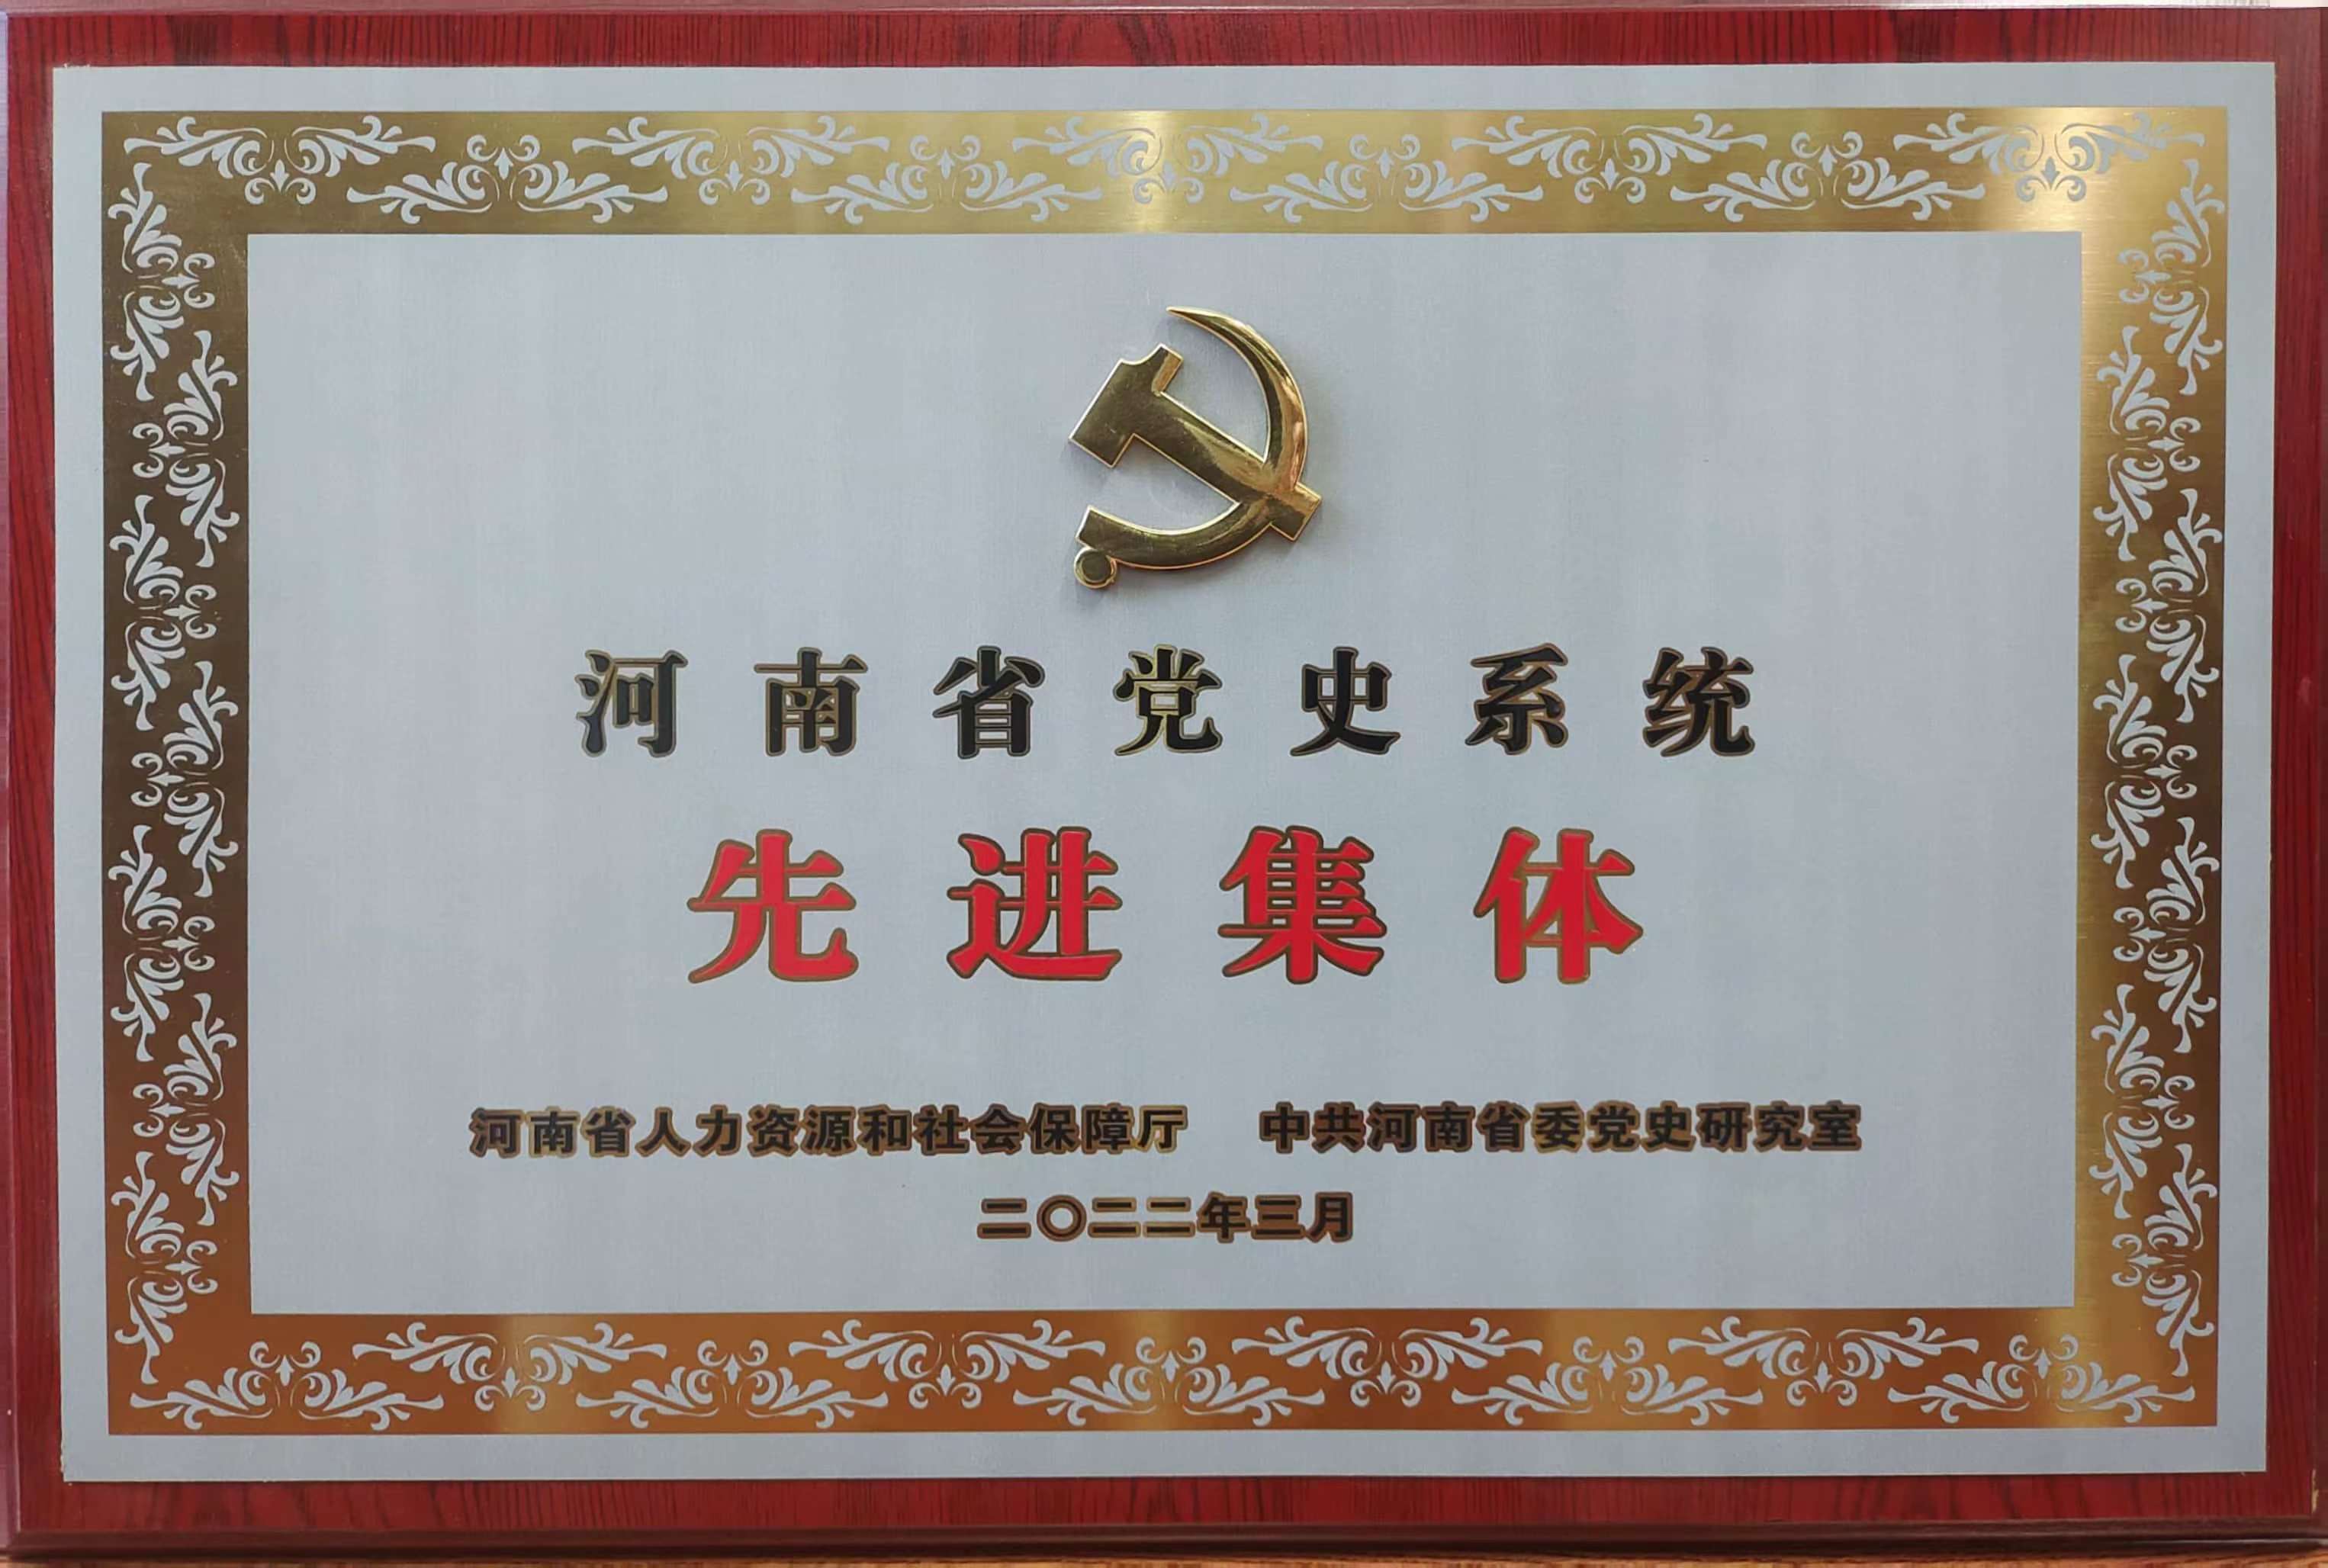 河南省党史系统
先进集体
河南省人力资源和社会保障厅 中共河南省委党史研究室
二〇二二年三月